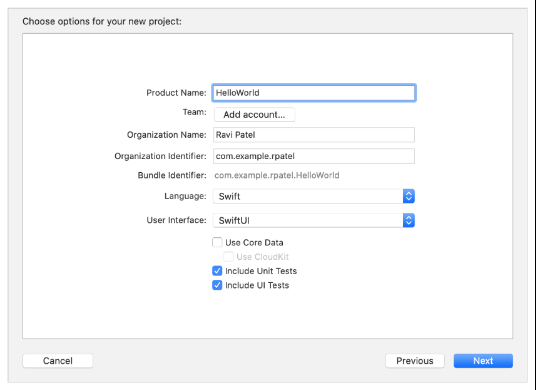 Choose options for your new project:
Product Name: HelloWorld
Team: Add account...
Organization Name: Ravi Patel
Organization Identifier: com.example.rpatel
Bundle Identifier: com.example.rpatel.HelloWorld
Language: Swift
User Interface: SwiftUI
Use Core Data
Use CloudKit
Include Unit Tests
Include UI Tests
Cancel Previous Next